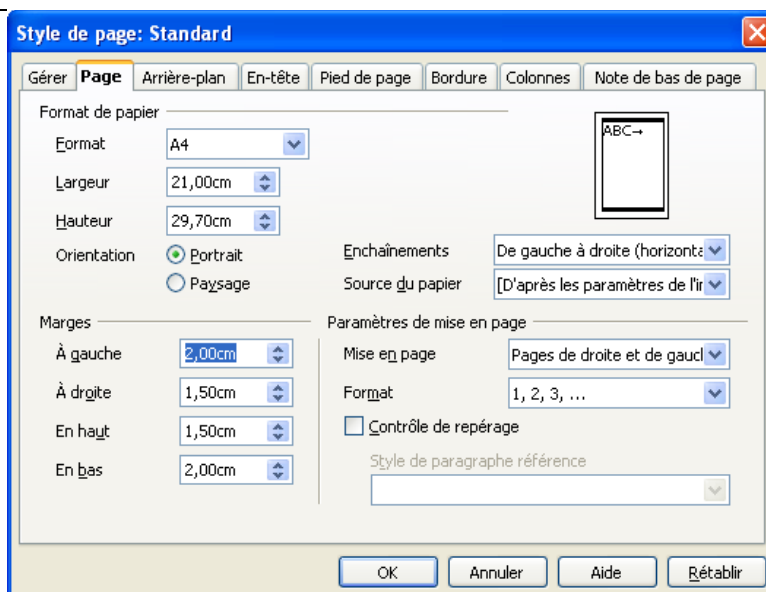 Style de page: Standard
Gérer Page Arrière-plan En-tête Pied de page Bordure Colonnes Note de bas de page
Format de papier
Format A4
ABC→
Largeur 21,00cm
Hauteur 29,70cm
Orientation Portrait Enchaînements De gauche à droite (horizonta
Paysage Source du papier [D'après les paramètres de l'ir
Marges Paramètres de mise en page
À gauche 2,00cm Mise en page Pages de droite et de gaucl
À droite 1,50cm Format 1, 2, 3, ...
En haut 1,50cm Contrôle de repérage
En bas 2,00cm Style de paragraphe référence
OK Annuler Aide Rétablir